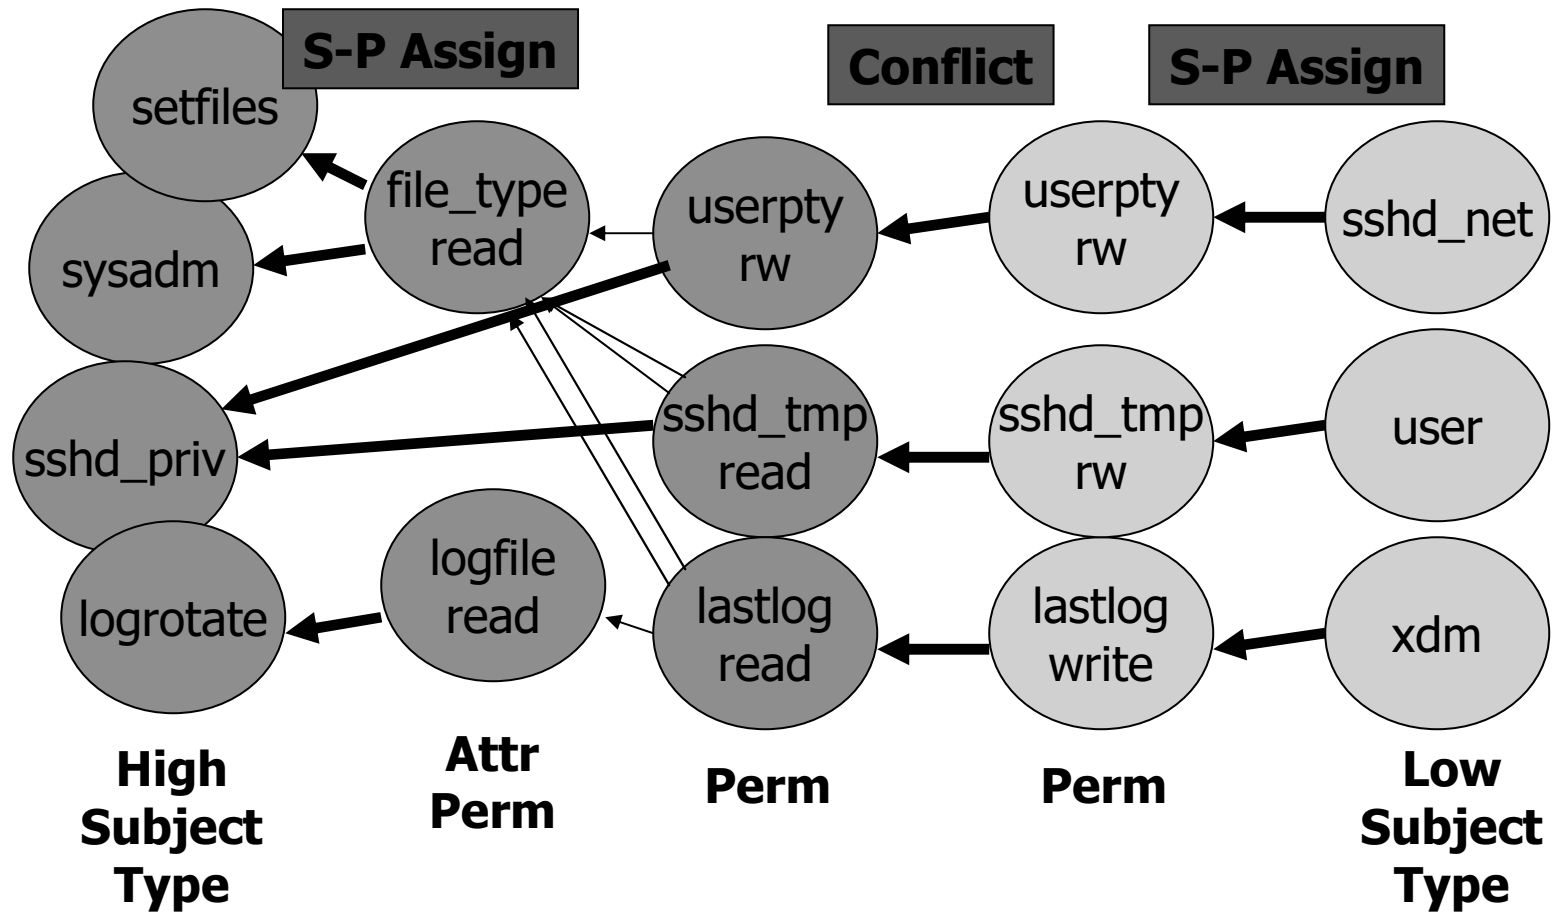 S-P Assign
Conflict
S-P Assign
setfiles
file_type
read
userpty
rw
userpty
rw
sshd_net
sysadm
sshd_priv
sshd_tmp
read
sshd_tmp
rw
user
logrotate
logfile
read
lastlog
read
lastlog
write
xdm
High
Subject
Type
Attr
Perm
Perm
Perm
Low
Subject
Type